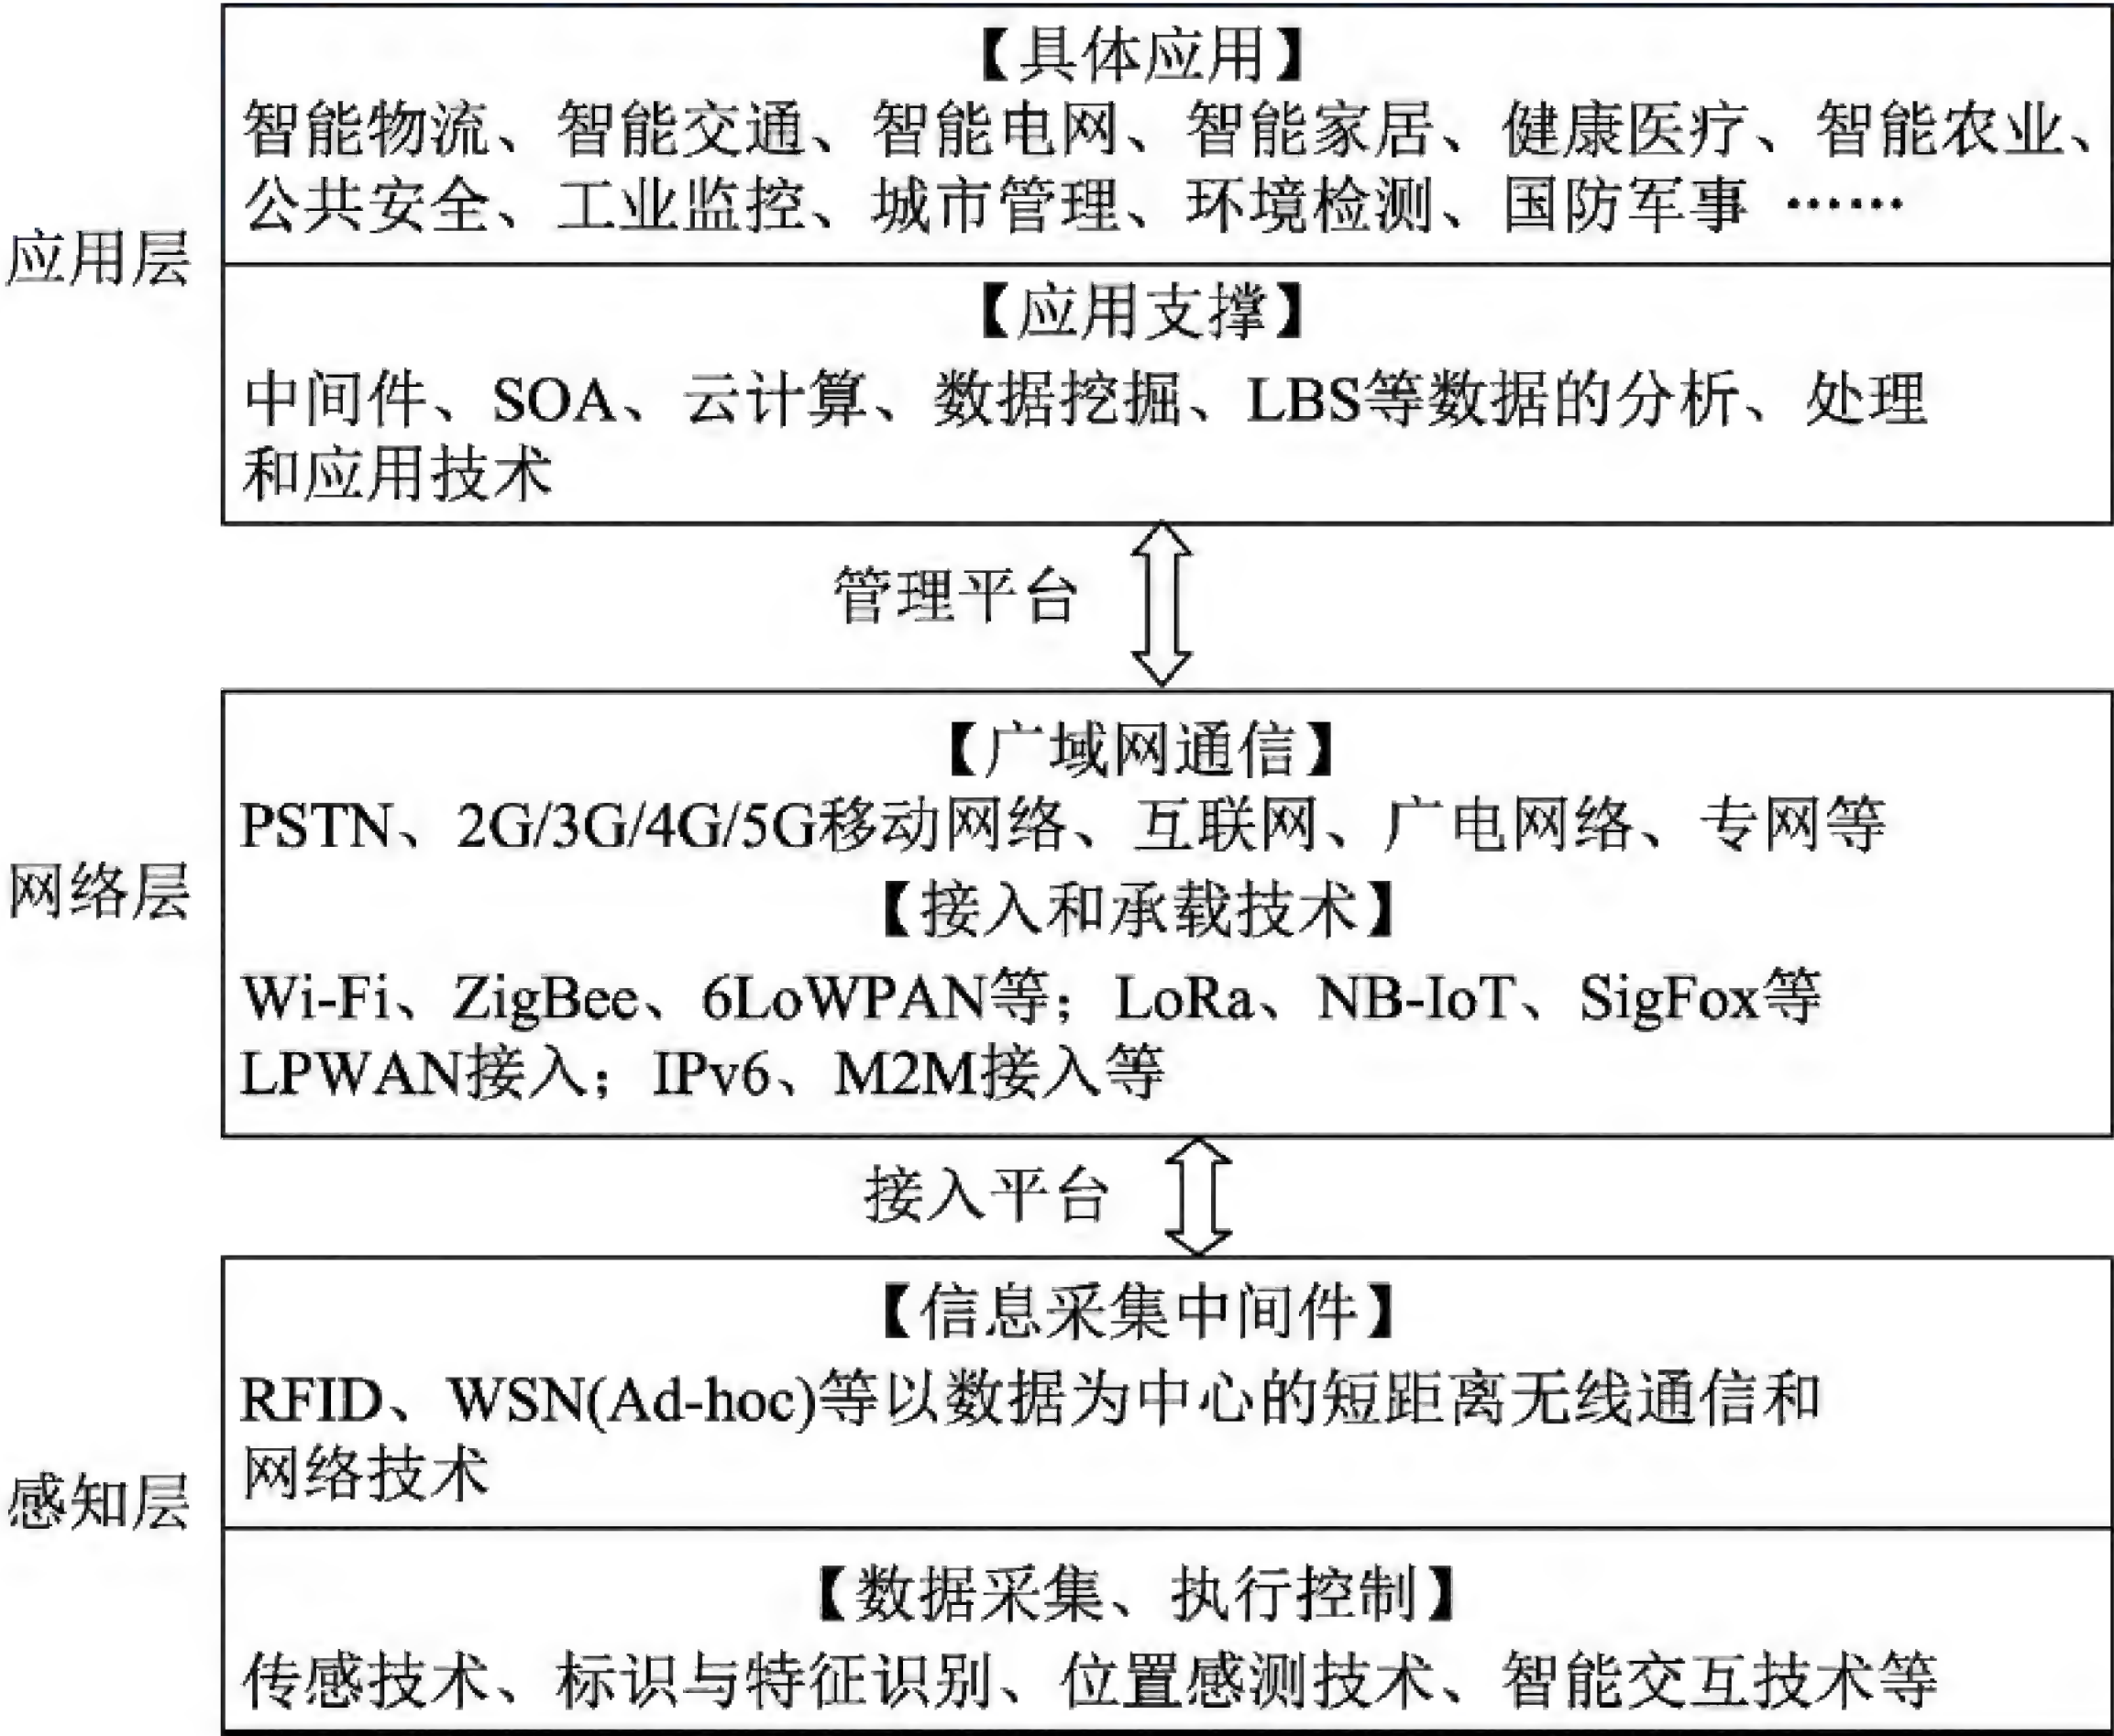 【具体应用】
智能物流、智能交通、智能电网、智能家居、健康医疗、智能农业、
公共安全、工业监控、城市管理、环境检测、国防军事 ……
应用层
【应用支撑】
中间件、SOA、云计算、数据挖掘、LBS等数据的分析、处理
和应用技术
管理平台
【广域网通信】
PSTN、2G/3G/4G/5G移动网络、互联网、广电网络、专网等
网络层
【接入和承载技术】
Wi-Fi、ZigBee、6LoWPAN等；LoRa、NB-IoT、SigFox等
LPWAN接入；IPv6、M2M接入等
接入平台
【信息采集中间件】
RFID、WSN(Ad-hoc)等以数据为中心的短距离无线通信和
网络技术
感知层
【数据采集、执行控制】
传感技术、标识与特征识别、位置感测技术、智能交互技术等